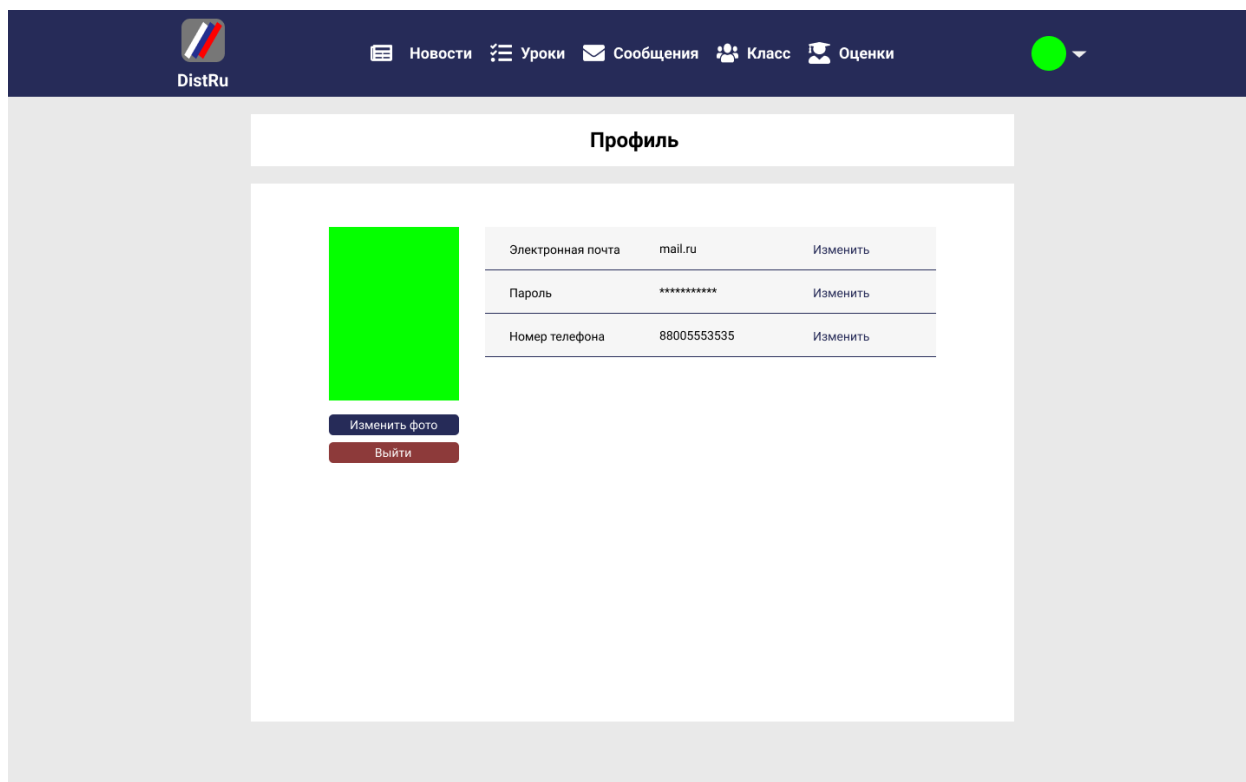 DistRu
Новости Уроки Сообщения Класс Оценки
Профиль
Электронная почта mail.ru Изменить
Пароль *********** Изменить
Номер телефона 88005553535 Изменить
Изменить фото
Выйти